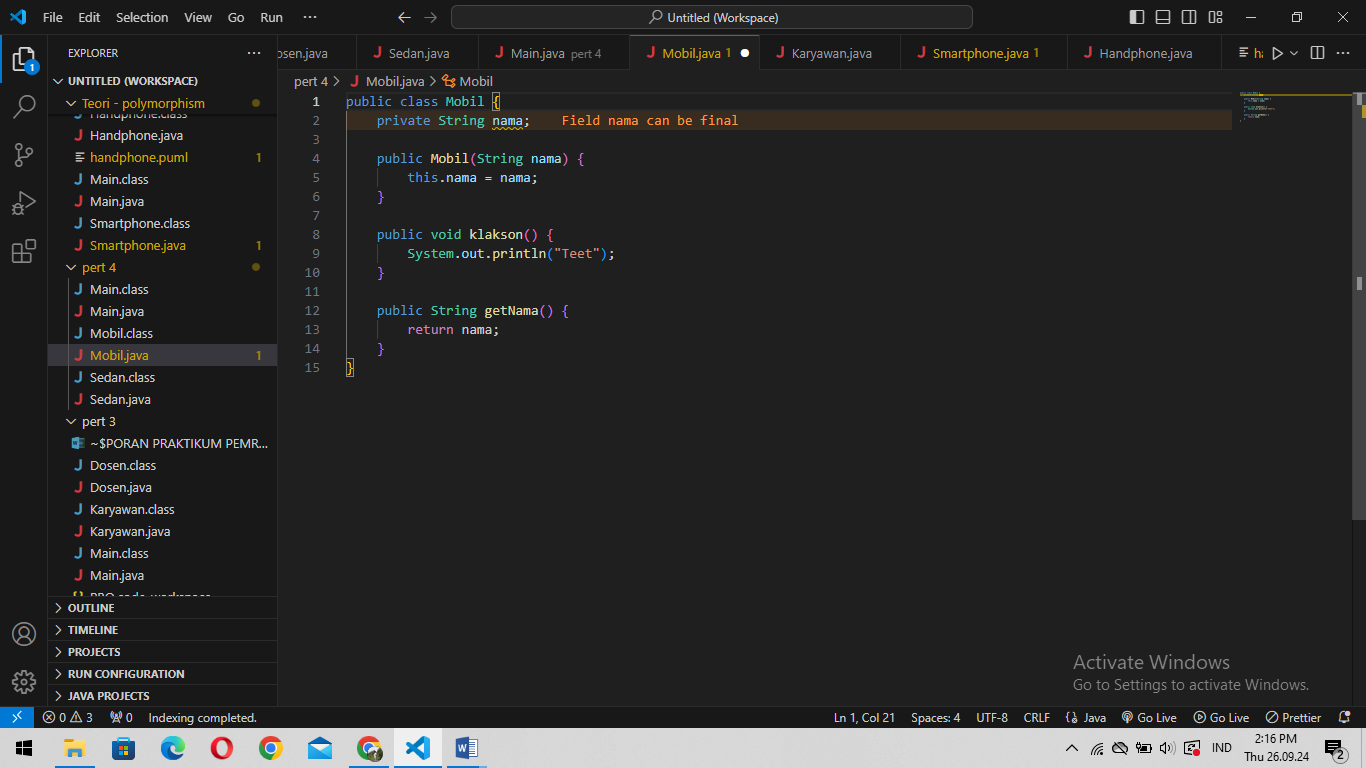 File Edit Selection View Go Run ··· Untitled (Workspace)
EXPLORER ···
UNTITLED (WORKSPACE)
Teori - polymorphism
Handphone.class
Handphone.java
handphone.puml 1
Main.class
Main.java
Smartphone.class
Smartphone.java 1
pert 4
Main.class
Main.java
Mobil.class
Mobil.java 1
Sedan.class
Sedan.java
pert 3
~$PORAN PRAKTIKUM PEMR...
Dosen.class
Dosen.java
Karyawan.class
Karyawan.java
Main.class
Main.java
OUTLINE
TIMELINE
PROJECTS
RUN CONFIGURATION
JAVA PROJECTS
1
osen.java Sedan.java Main.java pert 4 Mobil.java 1 Karyawan.java Smartphone.java 1 Handphone.java
pert 4 > Mobil.java > Mobil
1 public class Mobil {
2 private String nama; Field nama can be final
3
4 public Mobil(String nama) {
5 this.nama = nama;
6 }
7
8 public void klakson() {
9 System.out.println("Teet");
10 }
11
12 public String getNama() {
13 return nama;
14 }
15 }
Activate Windows
Go to Settings to activate Windows.
0 3 0 Indexing completed. Ln 1, Col 21 Spaces: 4 UTF-8 CRLF {} Java Go Live Go Live Prettier
IND 2:16 PM
Thu 26.09.24 2